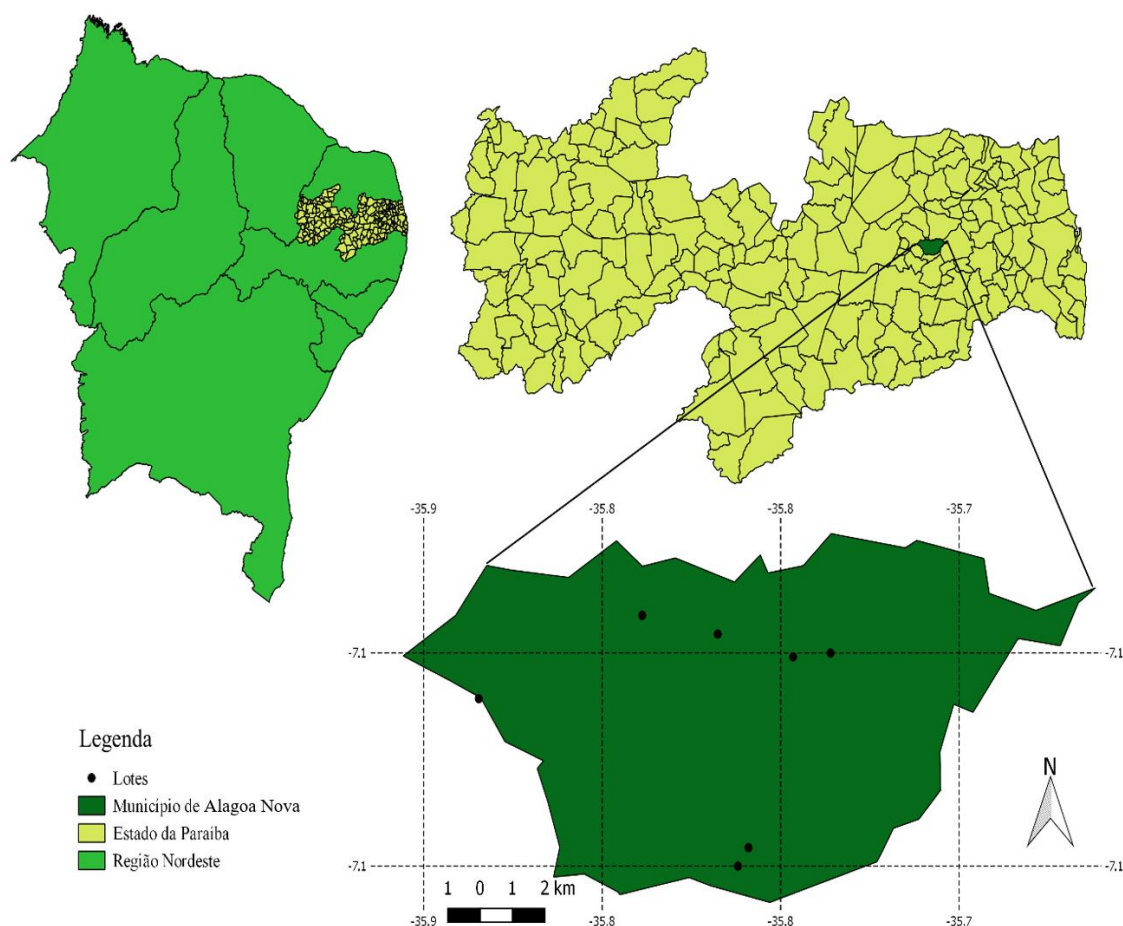 -35.9 -35.8 -35.8 -35.7
-7.1 -7.1
Legenda
Lotes
Município de Alagoa Nova
Estado da Paraiba
Região Nordeste
N
-7.1 -7.1
1 0 1 2 km
-35.9 -35.8 -35.8 -35.7